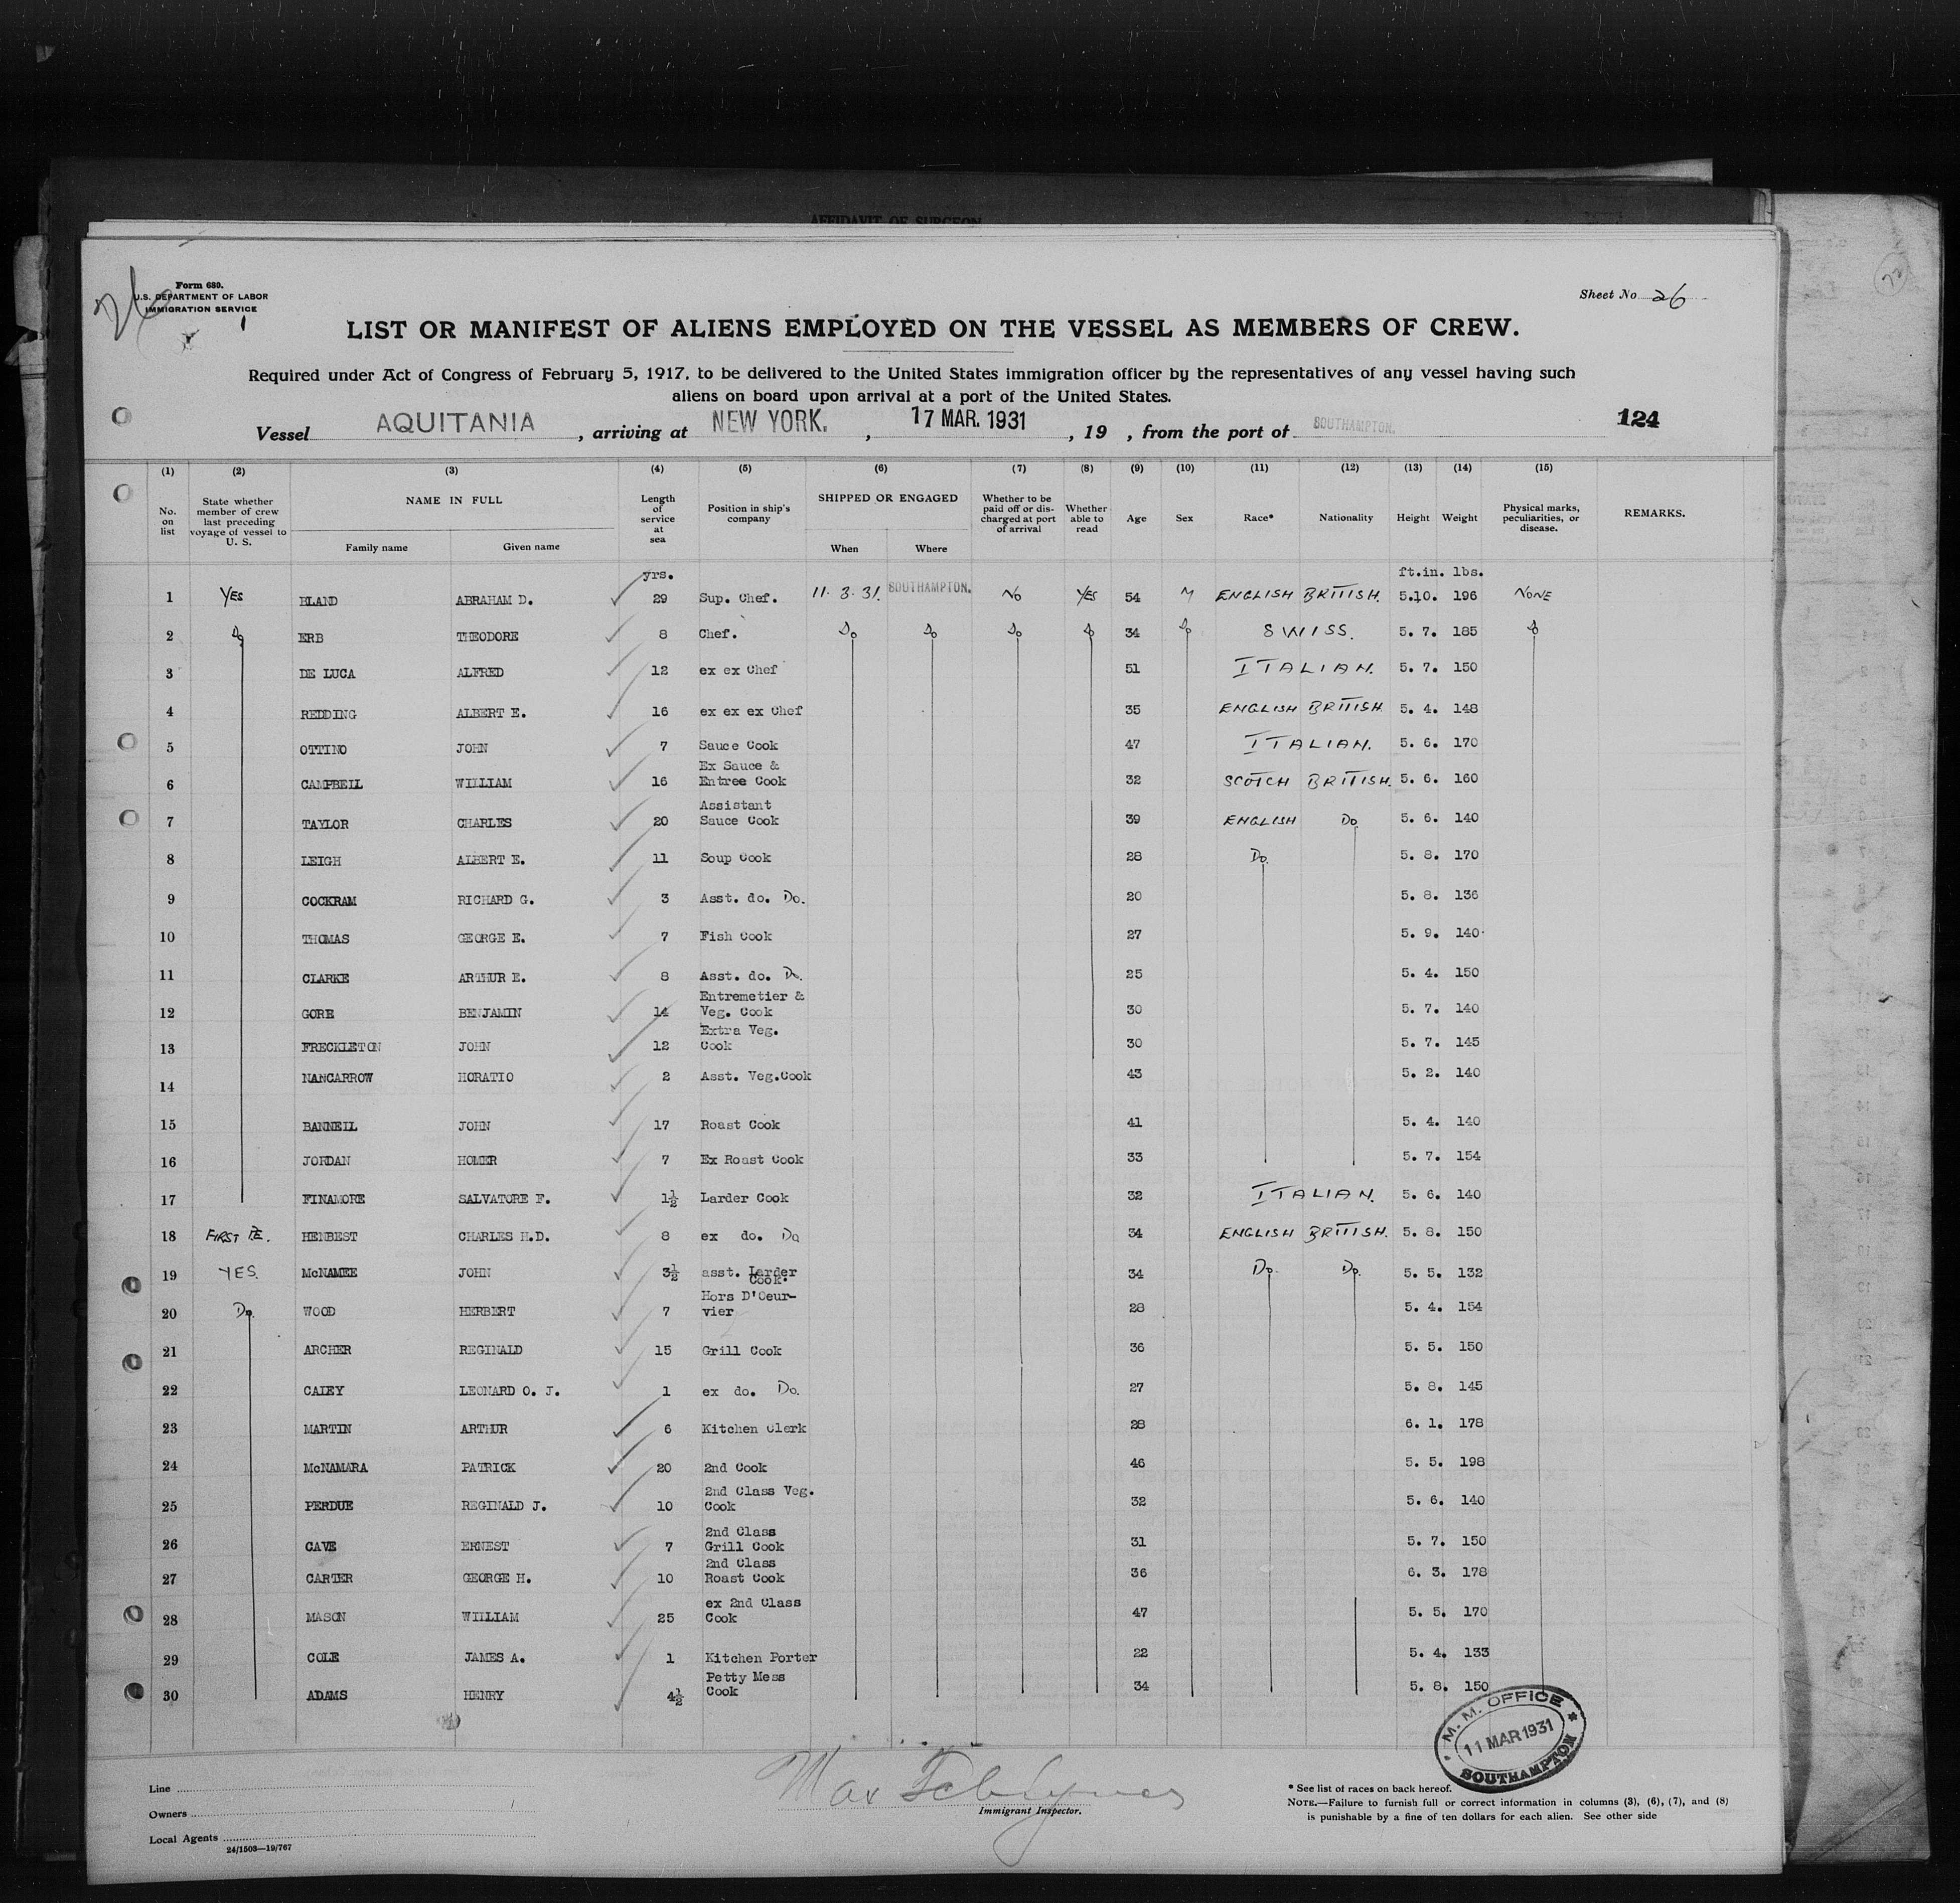 AFFIDAVIT OF SURGEON
26
Form 680.
U.S. DEPARTMENT OF LABOR
IMMIGRATION SERVICE
Sheet No 26
LIST OR MANIFEST OF ALIENS EMPLOYED ON THE VESSEL AS MEMBERS OF CREW.
Required under Act of Congress of February 5, 1917, to be delivered to the United States immigration officer by the representatives of any vessel having such
aliens on board upon arrival at a port of the United States.
Vessel AQUITANIA, arriving at NEW YORK., 17 MAR. 1931, 19 , from the port of SOUTHAMPTON. 124
(1) (2) (3) (4) (5) (6) (7) (8) (9) (10) (11) (12) (13) (14) (15)
No. on list State whether member of crew last preceding voyage of vessel to U. S. NAME IN FULL Family name Given name Length of service at sea Position in ship's company SHIPPED OR ENGAGED When Where Whether to be paid off or discharged at port of arrival Whether able to read Age Sex Race* Nationality Height Weight Physical marks, peculiarities, or disease. REMARKS.
yrs. ft.in. lbs.
1 YES BLAND ABRAHAM D. 29 Sup. Chef. 11.3.31. SOUTHAMPTON. NO YES 54 M ENGLISH BRITISH. 5.10. 196 NONE
2 Do ERB THEODORE 8 Chef. Do Do Do Do 34 Do SWISS. 5. 7. 185 Do
3 DE LUCA ALFRED 12 ex ex Chef 51 ITALIAN. 5. 7. 150
4 REDDING ALBERT E. 16 ex ex ex Chef 35 ENGLISH BRITISH 5. 4. 148
5 OTTINO JOHN 7 Sauce Cook 47 ITALIAN. 5. 6. 170
6 CAMPBELL WILLIAM 16 Ex Sauce & Entree Cook 32 SCOTCH BRITISH. 5. 6. 160
7 TAYLOR CHARLES 20 Assistant Sauce Cook 39 ENGLISH Do 5. 6. 140
8 LEIGH ALBERT E. 11 Soup Cook 28 Do. 5. 8. 170
9 COCKRAM RICHARD G. 3 Asst. do. Do. 20 5. 8. 136
10 THOMAS GEORGE E. 7 Fish Cook 27 5. 9. 140
11 CLARKE ARTHUR E. 8 Asst. do. Do. 25 5. 4. 150
12 GORE BENJAMIN 14 Entremetier & Veg. Cook 30 5. 7. 140
13 FRECKLETON JOHN 12 Extra Veg. Cook 30 5. 7. 145
14 NANCARROW HORATIO 2 Asst. Veg.Cook 43 5. 2. 140
15 BANNELL JOHN 17 Roast Cook 41 5. 4. 140
16 JORDAN HOMER 7 Ex Roast Cook 33 5. 7. 154
17 FINAMORE SALVATORE F. 1½ Larder Cook 32 ITALIAN. 5. 6. 140
18 FIRST TE. HENBEST CHARLES H.D. 8 ex do. Do 34 ENGLISH BRITISH. 5. 8. 150
19 YES. McNAMEE JOHN 3½ asst. Larder Cook. 34 Do. Do. 5. 5. 132
20 Do. WOOD HERBERT 7 Hors D'Oeur-vier 28 5. 4. 154
21 ARCHER REGINALD 15 Grill Cook 36 5. 5. 150
22 CAIEY LEONARD O. J. 1 ex do. Do. 27 5. 8. 145
23 MARTIN ARTHUR 6 Kitchen Clerk 28 6. 1. 178
24 McNAMARA PATRICK 20 2nd Cook 46 5. 5. 198
25 PERDUE REGINALD J. 10 2nd Class Veg. Cook 32 5. 6. 140
26 CAVE ERNEST 7 2nd Class Grill Cook 31 5. 7. 150
27 CARTER GEORGE H. 10 2nd Class Roast Cook 36 6. 3. 178
28 MASON WILLIAM 25 ex 2nd Class Cook 47 5. 5. 170
29 COLE JAMES A. 1 Kitchen Porter 22 5. 4. 133
30 ADAMS HENRY 4½ Petty Mess Cook 34 5. 8. 150
M. M. OFFICE
11 MAR 1931
SOUTHAMPTON
Line
Owners
Local Agents
24/1503—19/767
Max
Immigrant Inspector.
* See list of races on back hereof.
NOTE.—Failure to furnish full or correct information in columns (3), (6), (7), and (8)
is punishable by a fine of ten dollars for each alien. See other side